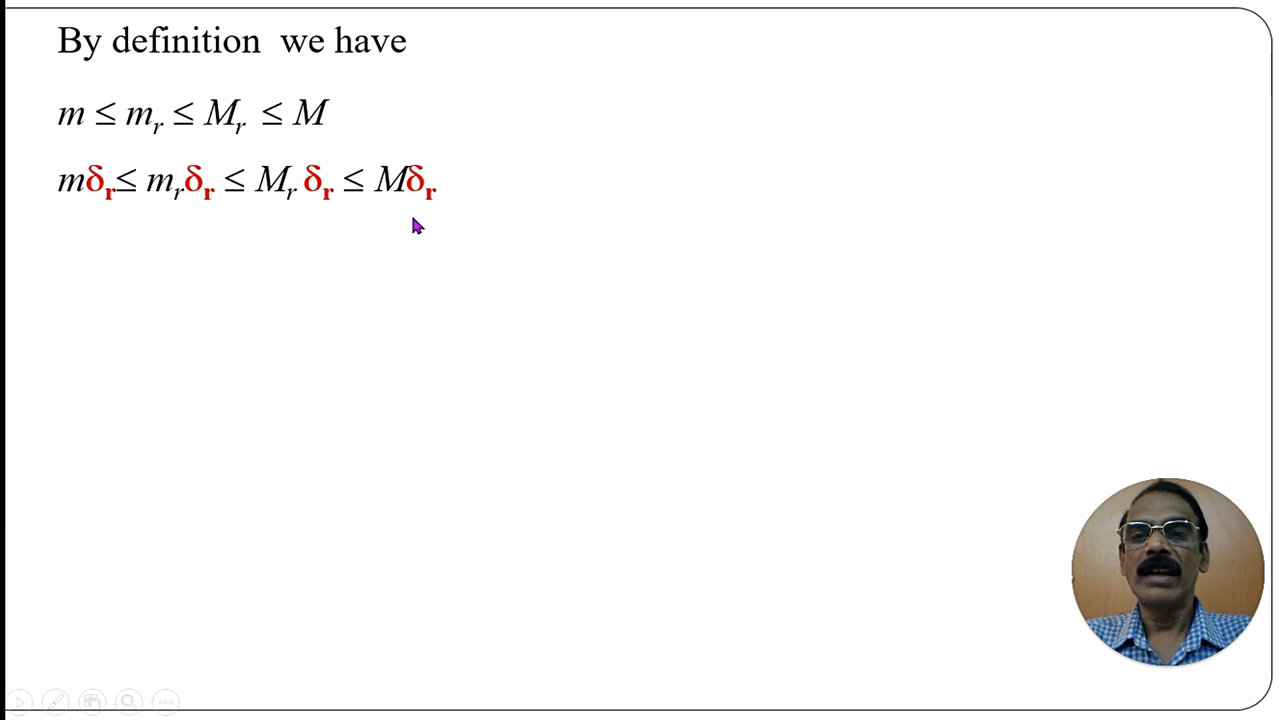 By definition we have
m ≤ mᵣ ≤ Mᵣ ≤ M
mδᵣ≤ mᵣδᵣ ≤ Mᵣ δᵣ ≤ Mδᵣ